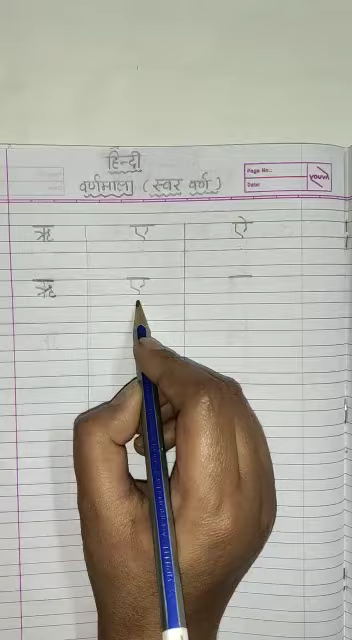 हिन्दी
वर्णमाला (स्वर वर्ण)
Page No.:
Date:
youva
ऋ ए ऐ
ऋ ए